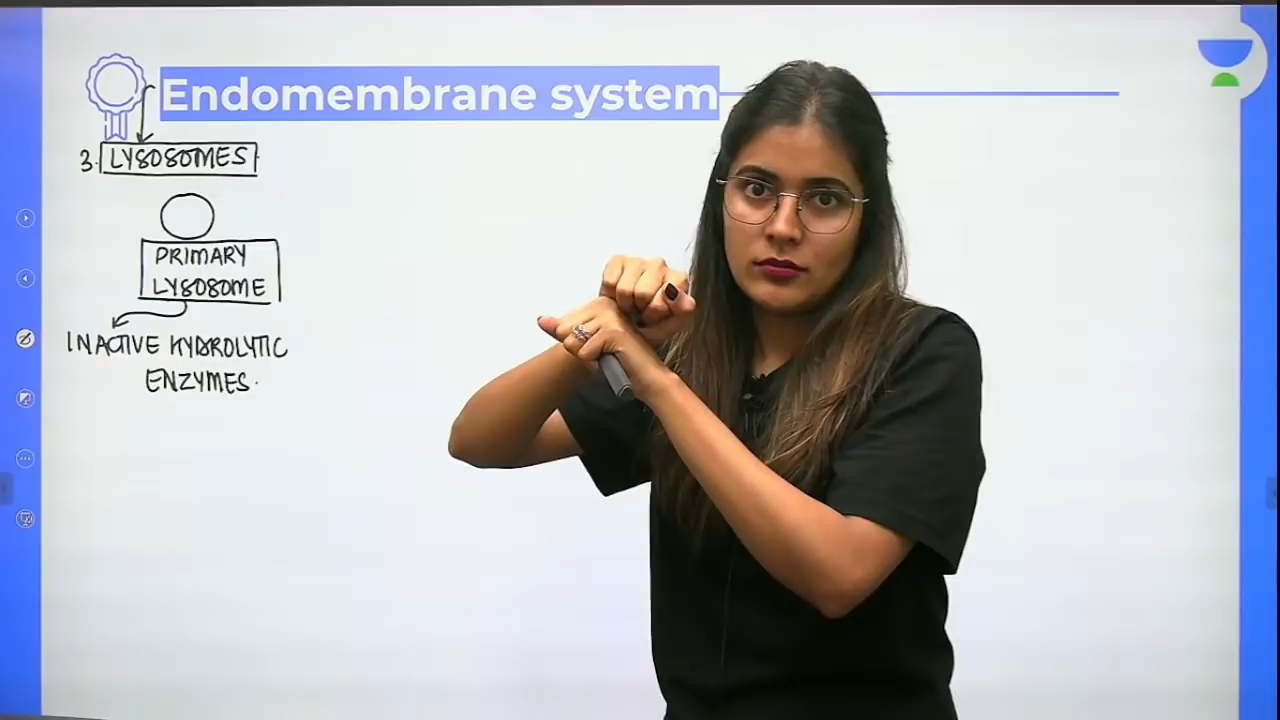 Endomembrane system
3. LYSOSOMES
PRIMARY
LYSOSOME
INACTIVE HYDROLYTIC
ENZYMES.